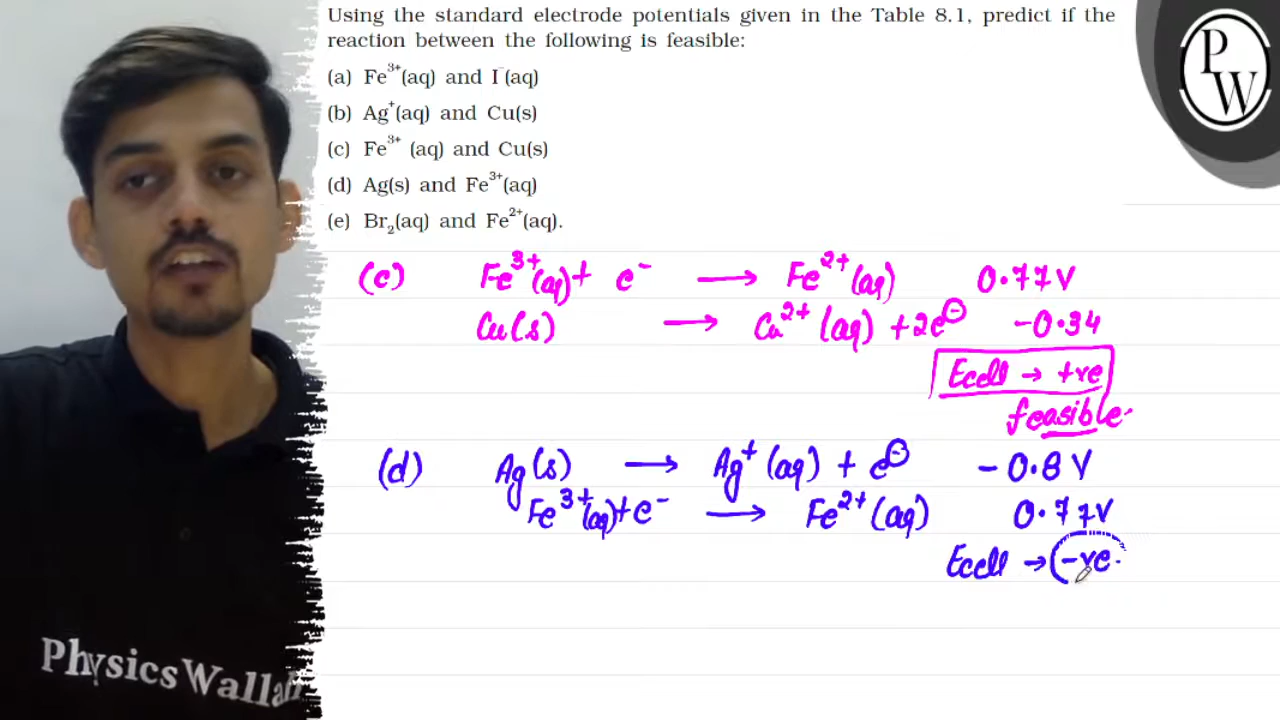 Using the standard electrode potentials given in the Table 8.1, predict if the
reaction between the following is feasible:
(a) Fe³⁺(aq) and I⁻(aq)
(b) Ag⁺(aq) and Cu(s)
(c) Fe³⁺ (aq) and Cu(s)
(d) Ag(s) and Fe³⁺(aq)
(e) Br₂(aq) and Fe²⁺(aq).
PW
(c) Fe³⁺(aq) + e⁻ → Fe²⁺(aq) 0.77V
Cu(s) → Cu²⁺(aq) + 2e⊖ -0.34
Ecell → +ve
feasible.
(d) Ag(s) → Ag⁺(aq) + e⊖ -0.8 V
Fe³⁺(aq) + e⁻ → Fe²⁺(aq) 0.77V
Ecell → -ve.
PhysicsWallah